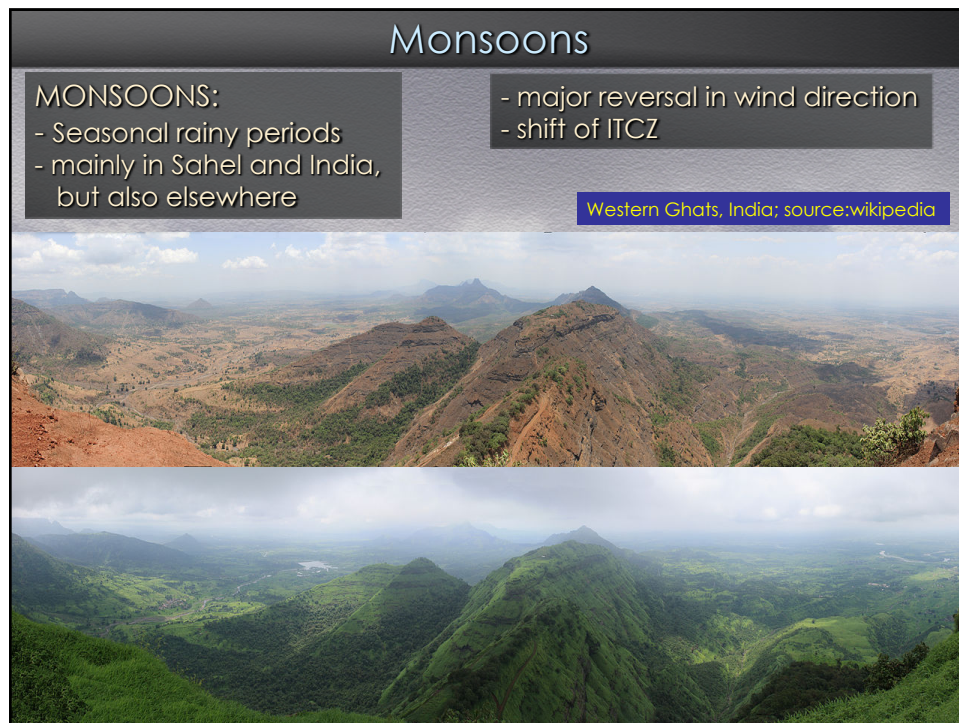 Monsoons
MONSOONS:
- Seasonal rainy periods
- mainly in Sahel and India,
but also elsewhere
- major reversal in wind direction
- shift of ITCZ
Western Ghats, India; source:wikipedia